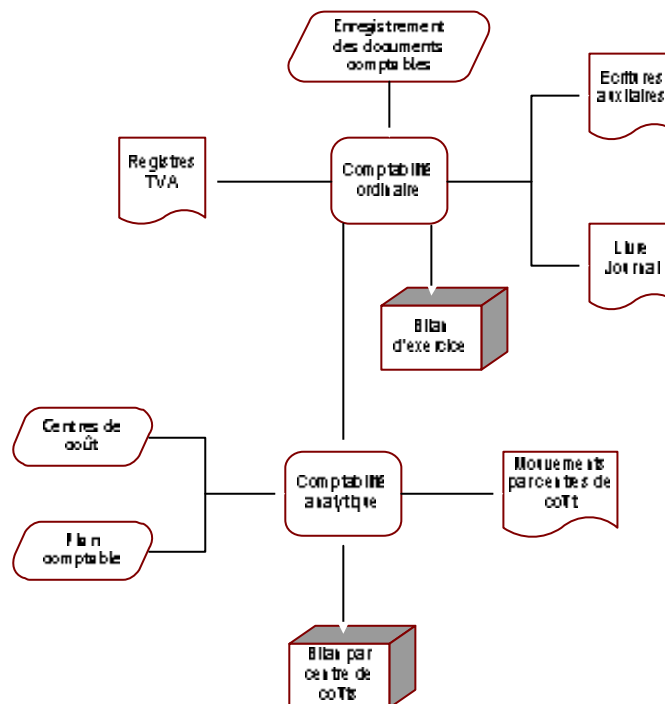 Enregistrement
des documents
comptables
Ecritures
auxiliaires
Registres
TVA
Comptabilité
ordinaire
Livre
Journal
Bilan
d'exercice
Centres de
coût
Comptabilité
analytique
Mouvements
par centres de
coût
Plan
comptable
Bilan par
centre de
coûts